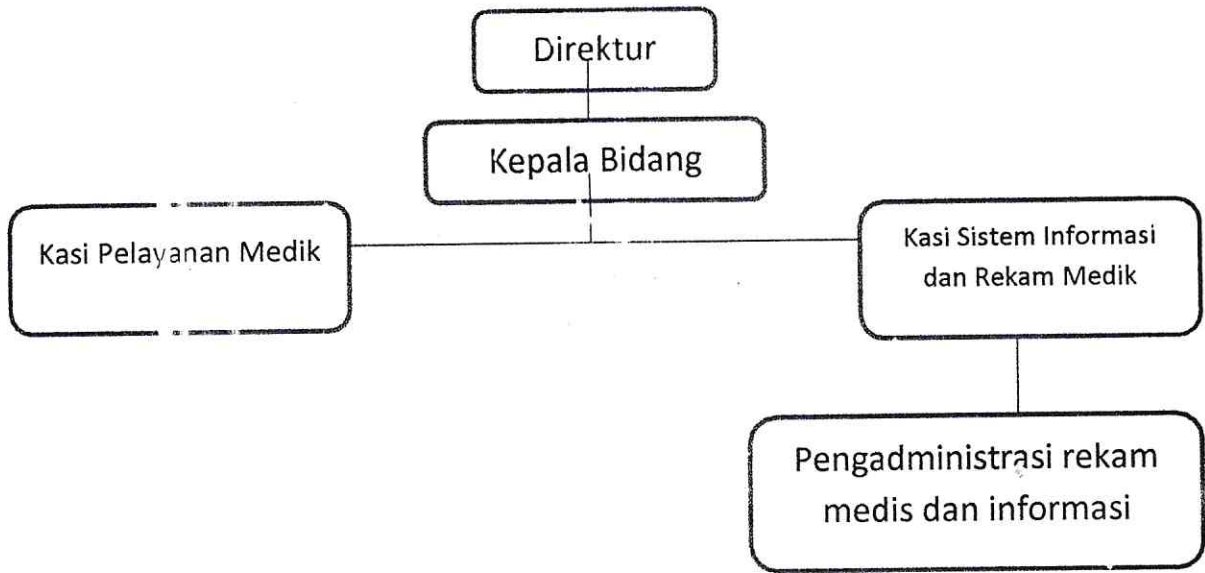 Direktur
Kepala Bidang
Kasi Pelayanan Medik
Kasi Sistem Informasi
dan Rekam Medik
Pengadministrasi rekam
medis dan informasi